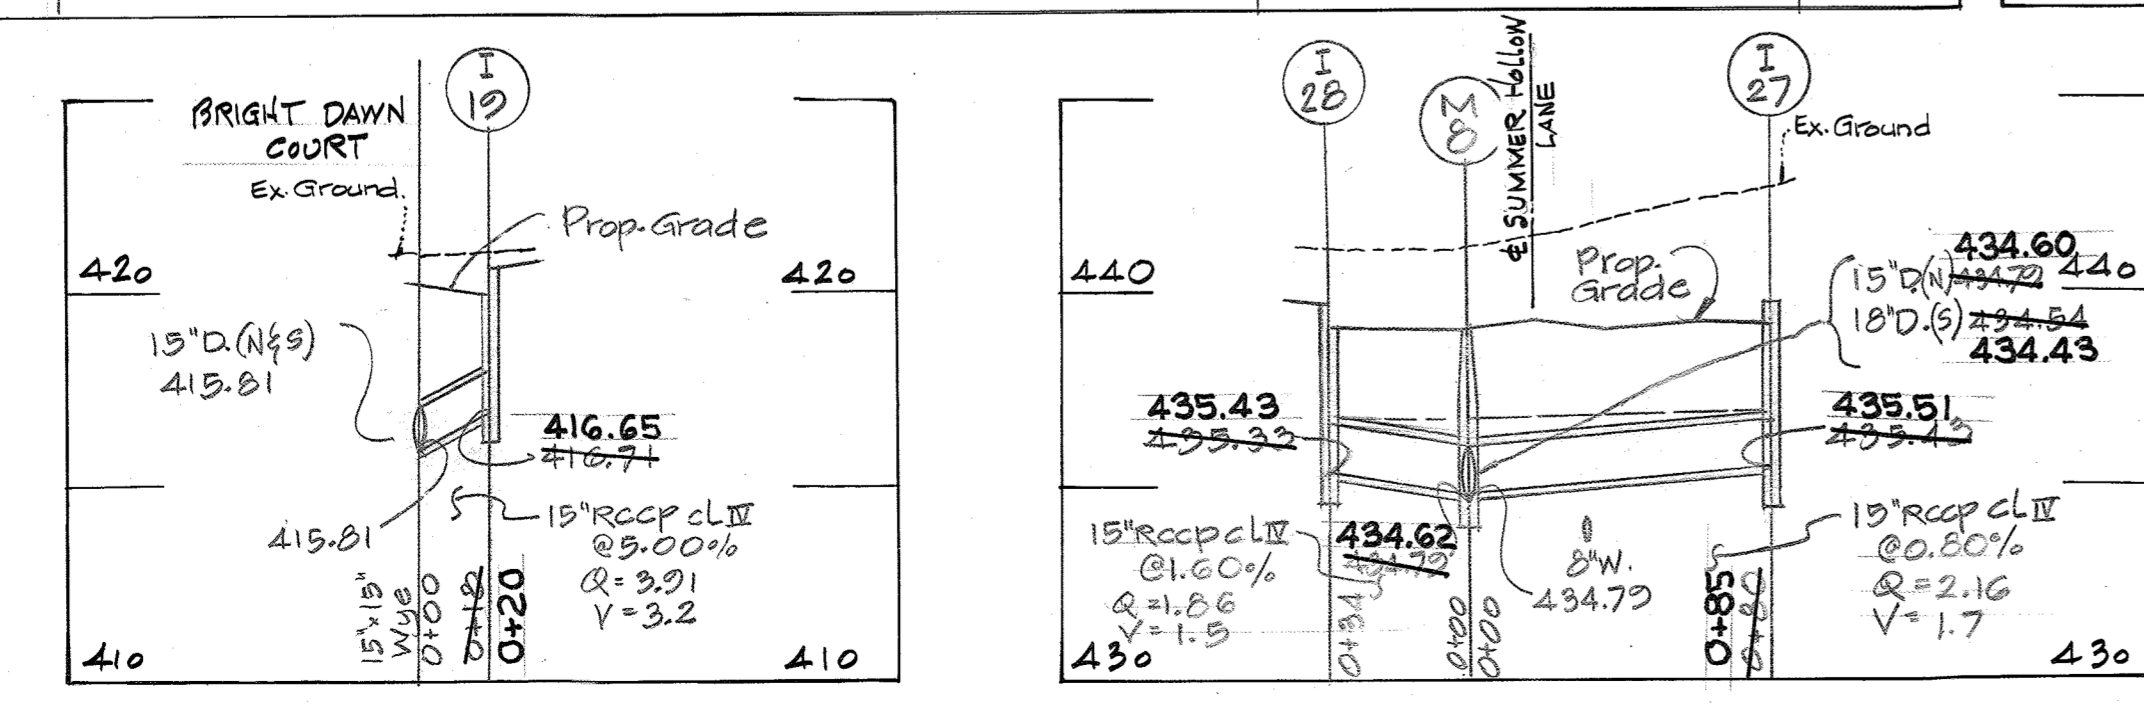 BRIGHT DAWN
COURT
I
19
Ex. Ground.
Prop. Grade
420
420
15"D.(N&S)
415.81
416.65
416.71
415.81
15"RCCP CL IV
@5.00%
Q = 3.91
V = 3.2
15"x15"
Wye
0+00
0+18
0+20
410
410
I
28
M
8
℄ SUMMER HOLLOW
LANE
I
27
Ex. Ground
440
Prop.
Grade
434.60
15"D.(N) 434.79
440
18"D.(S) 434.54
434.43
435.43
435.33
435.51
435.43
15"RCCP CL IV
@1.60%
Q = 1.86
V = 1.5
434.62
434.79
8"W.
434.79
15"RCCP CL IV
@0.80%
Q = 2.16
V = 1.7
0+34
0+00
0+00
0+85
0+80
430
430